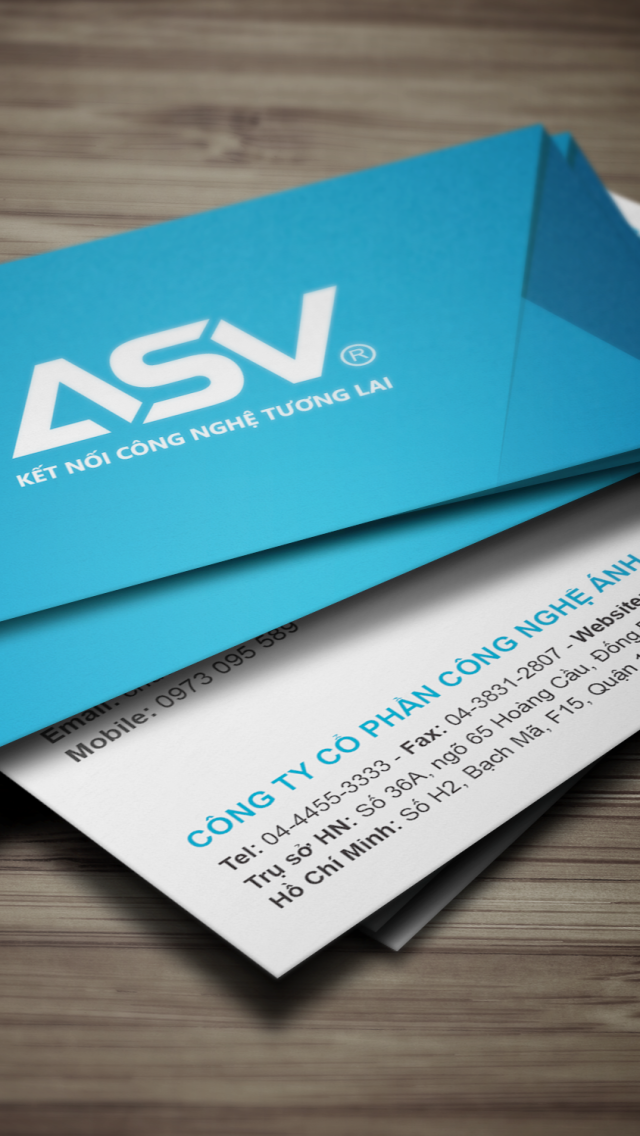 ASV®
KẾT NỐI CÔNG NGHỆ TƯƠNG LAI
Email:
Mobile: 0973 095 589
CÔNG TY CỔ PHẦN CÔNG NGHỆ ÁNH
Tel: 04-4455-3333 - Fax: 04-3831-2807 - Website:
Trụ sở HN: Số 36A, ngõ 65 Hoàng Cầu, Đống
Hồ Chí Minh: Số H2, Bạch Mã, F15, Quận